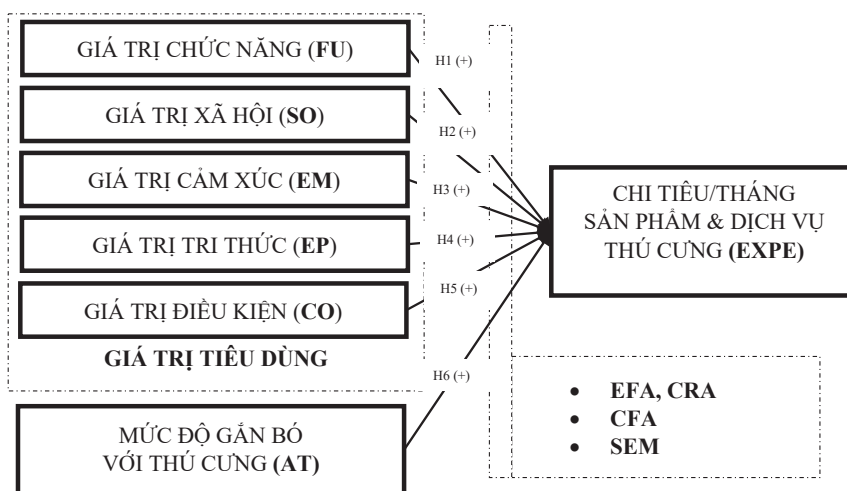 GIÁ TRỊ CHỨC NĂNG (FU)
H1 (+)
GIÁ TRỊ XÃ HỘI (SO)
H2 (+)
GIÁ TRỊ CẢM XÚC (EM)
H3 (+)
GIÁ TRỊ TRI THỨC (EP)
H4 (+)
GIÁ TRỊ ĐIỀU KIỆN (CO)
H5 (+)
GIÁ TRỊ TIÊU DÙNG
H6 (+)
MỨC ĐỘ GẮN BÓ
VỚI THÚ CƯNG (AT)
CHI TIÊU/THÁNG
SẢN PHẨM & DỊCH VỤ
THÚ CƯNG (EXPE)
• EFA, CRA
• CFA
• SEM